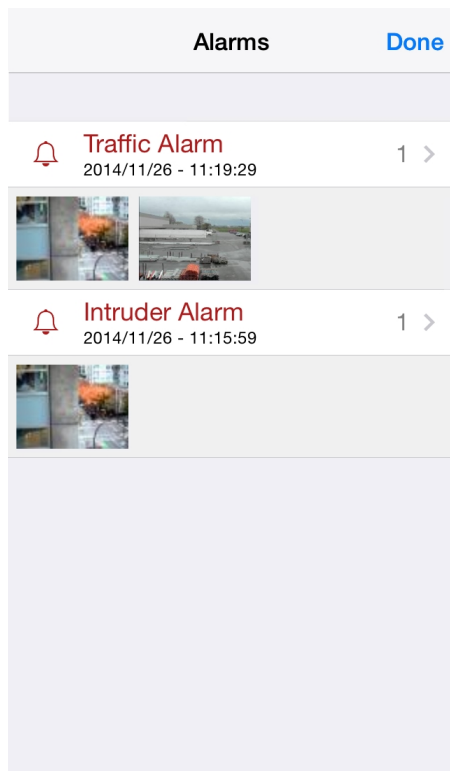 Alarms
Done
Traffic Alarm
1
2014/11/26 - 11:19:29
Intruder Alarm
1
2014/11/26 - 11:15:59